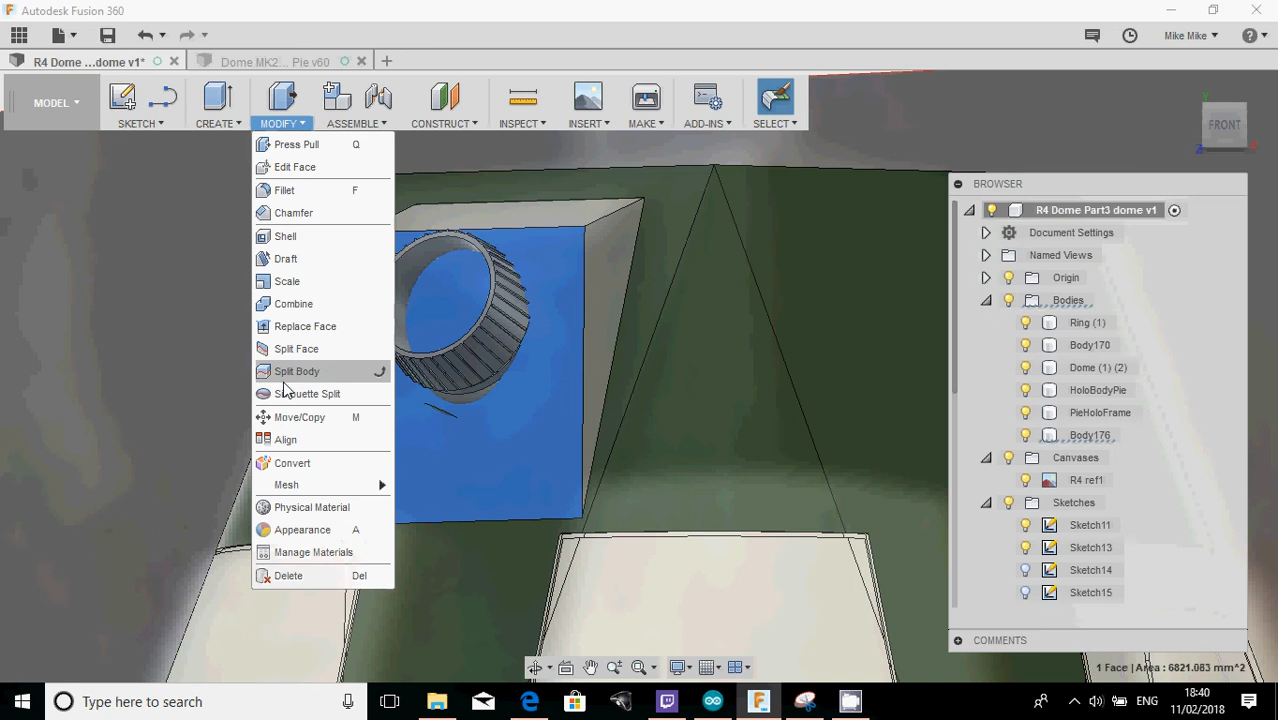 Autodesk Fusion 360
Mike Mike
R4 Dome ...dome v1*
Dome MK2... Pie v60
MODEL
SKETCH
CREATE
MODIFY
ASSEMBLE
CONSTRUCT
INSPECT
INSERT
MAKE
ADD-INS
SELECT
Press Pull Q
Edit Face
Fillet F
Chamfer
Shell
Draft
Scale
Combine
Replace Face
Split Face
Split Body
Silhouette Split
Move/Copy M
Align
Convert
Mesh
Physical Material
Appearance A
Manage Materials
Delete Del
Y
Z
FRONT
BROWSER
R4 Dome Part3 dome v1
Document Settings
Named Views
Origin
Bodies
Ring (1)
Body170
Dome (1) (2)
HoloBodyPie
PieHoloFrame
Body176
Canvases
R4 ref1
Sketches
Sketch11
Sketch13
Sketch14
Sketch15
COMMENTS
1 Face | Area : 6821.083 mm^2
Type here to search
ENG
18:40
11/02/2018